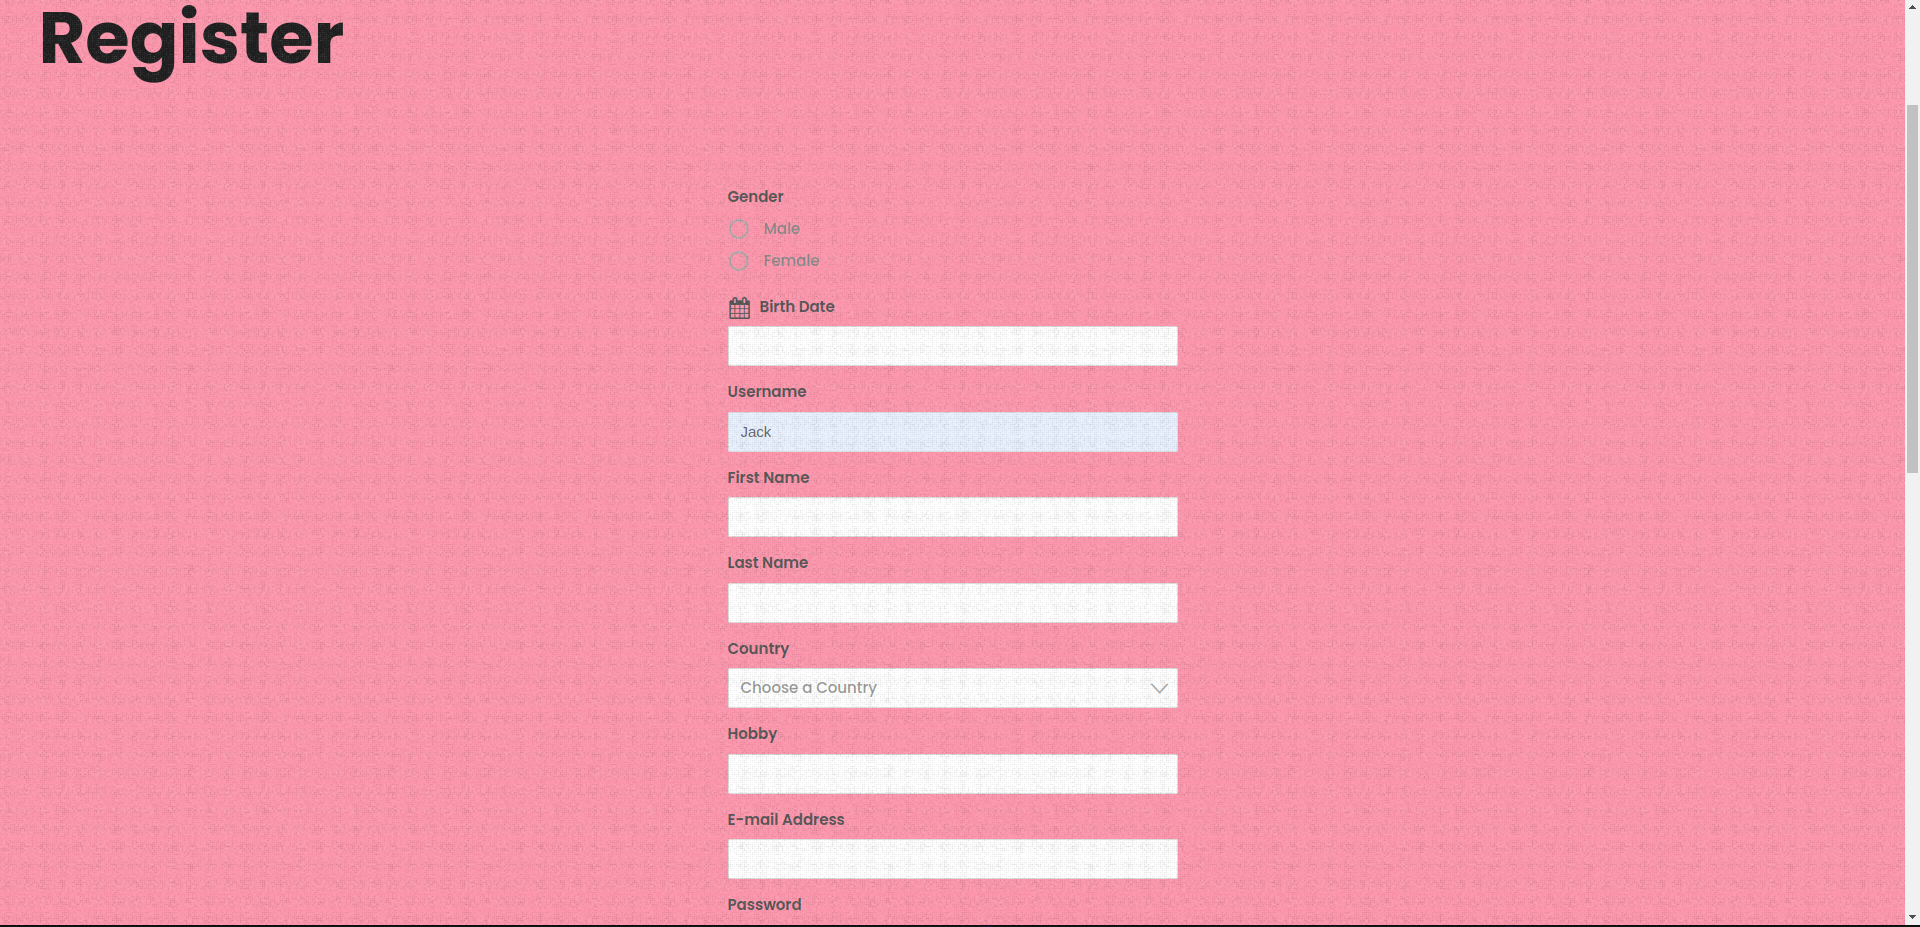 Register
Gender
Male
Female
Birth Date
Username
Jack
First Name
Last Name
Country
Choose a Country
Hobby
E-mail Address
Password